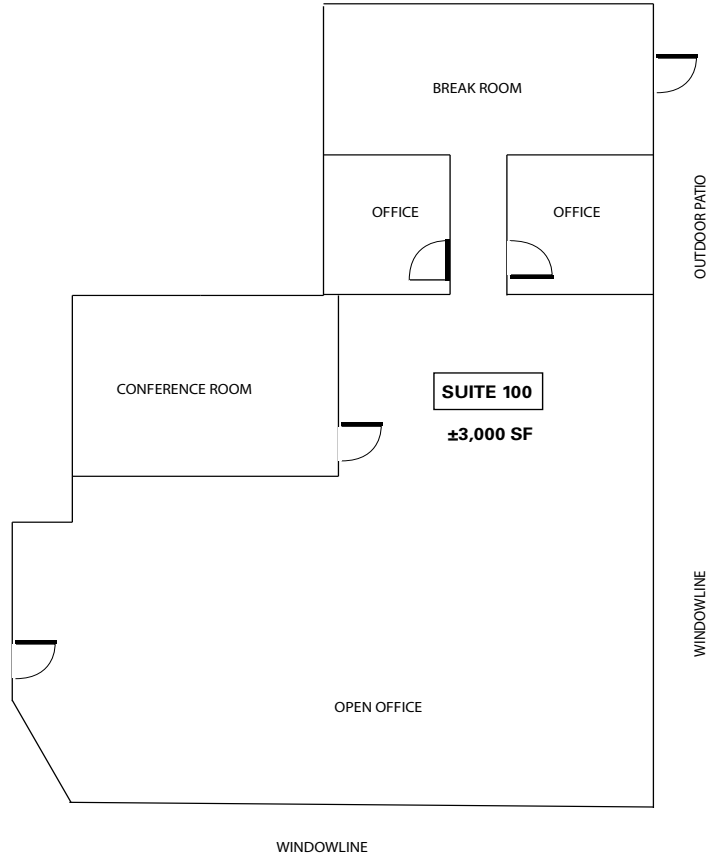 BREAK ROOM
OFFICE
OFFICE
OUTDOOR PATIO
CONFERENCE ROOM
SUITE 100
±3,000 SF
WINDOWLINE
OPEN OFFICE
WINDOWLINE